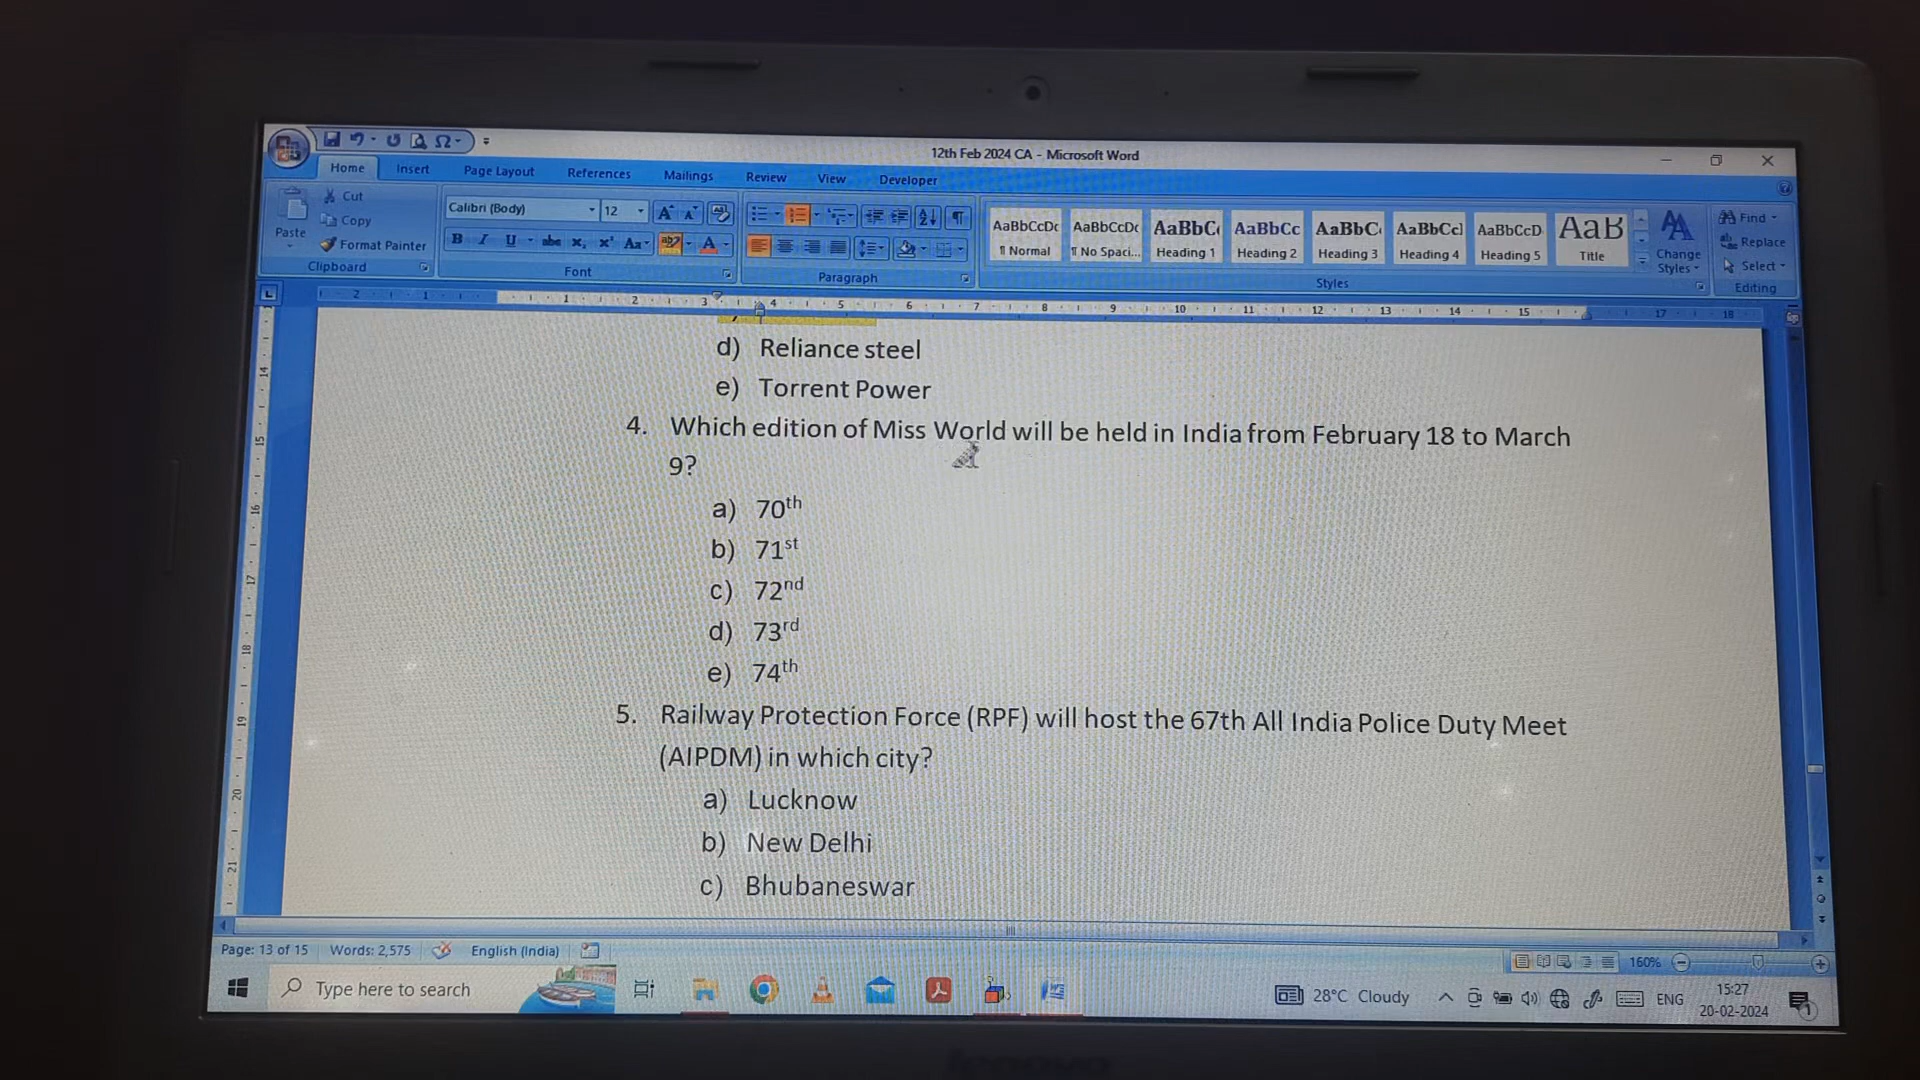 12th Feb 2024 CA - Microsoft Word
Home Insert Page Layout References Mailings Review View Developer
Paste
Cut
Copy
Format Painter
Clipboard
Calibri (Body) 12
Font
Paragraph
AaBbCcDc AaBbCcDc AaBbC AaBbCc AaBbC AaBbCcI AaBbCcD AaB
¶ Normal ¶ No Spaci... Heading 1 Heading 2 Heading 3 Heading 4 Heading 5 Title
Change Styles
Styles
Find
Replace
Select
Editing
d) Reliance steel
e) Torrent Power
4. Which edition of Miss World will be held in India from February 18 to March
9?
a) 70th
b) 71st
c) 72nd
d) 73rd
e) 74th
5. Railway Protection Force (RPF) will host the 67th All India Police Duty Meet
(AIPDM) in which city?
a) Lucknow
b) New Delhi
c) Bhubaneswar
Page: 13 of 15 Words: 2,575 English (India) 160%
Type here to search 28°C Cloudy ENG 15:27
20-02-2024